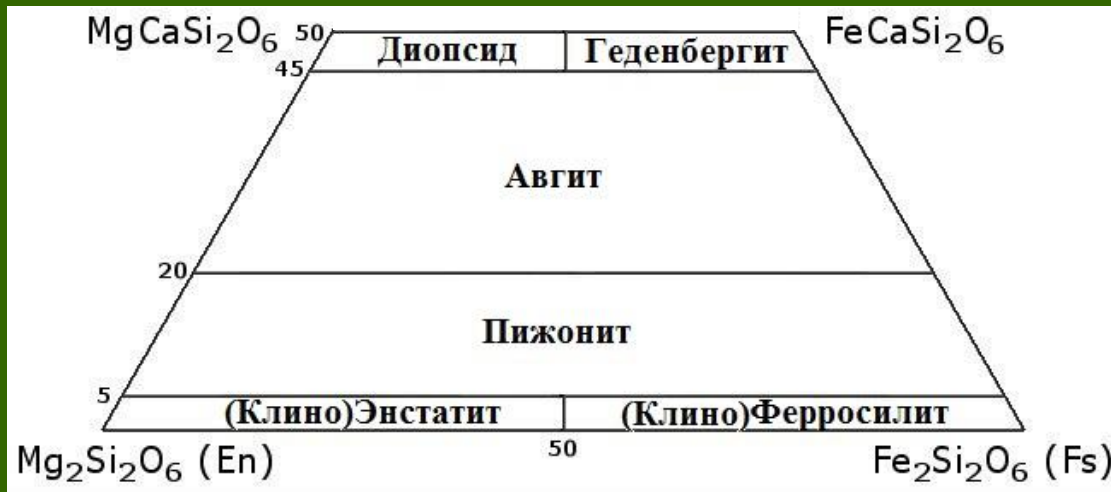 MgCaSi₂O₆ 50 Диопсид Геденбергит FeCaSi₂O₆
45
Авгит
20
Пижонит
5
(Клино)Энстатит (Клино)Ферросилит
Mg₂Si₂O₆ (En) 50 Fe₂Si₂O₆ (Fs)